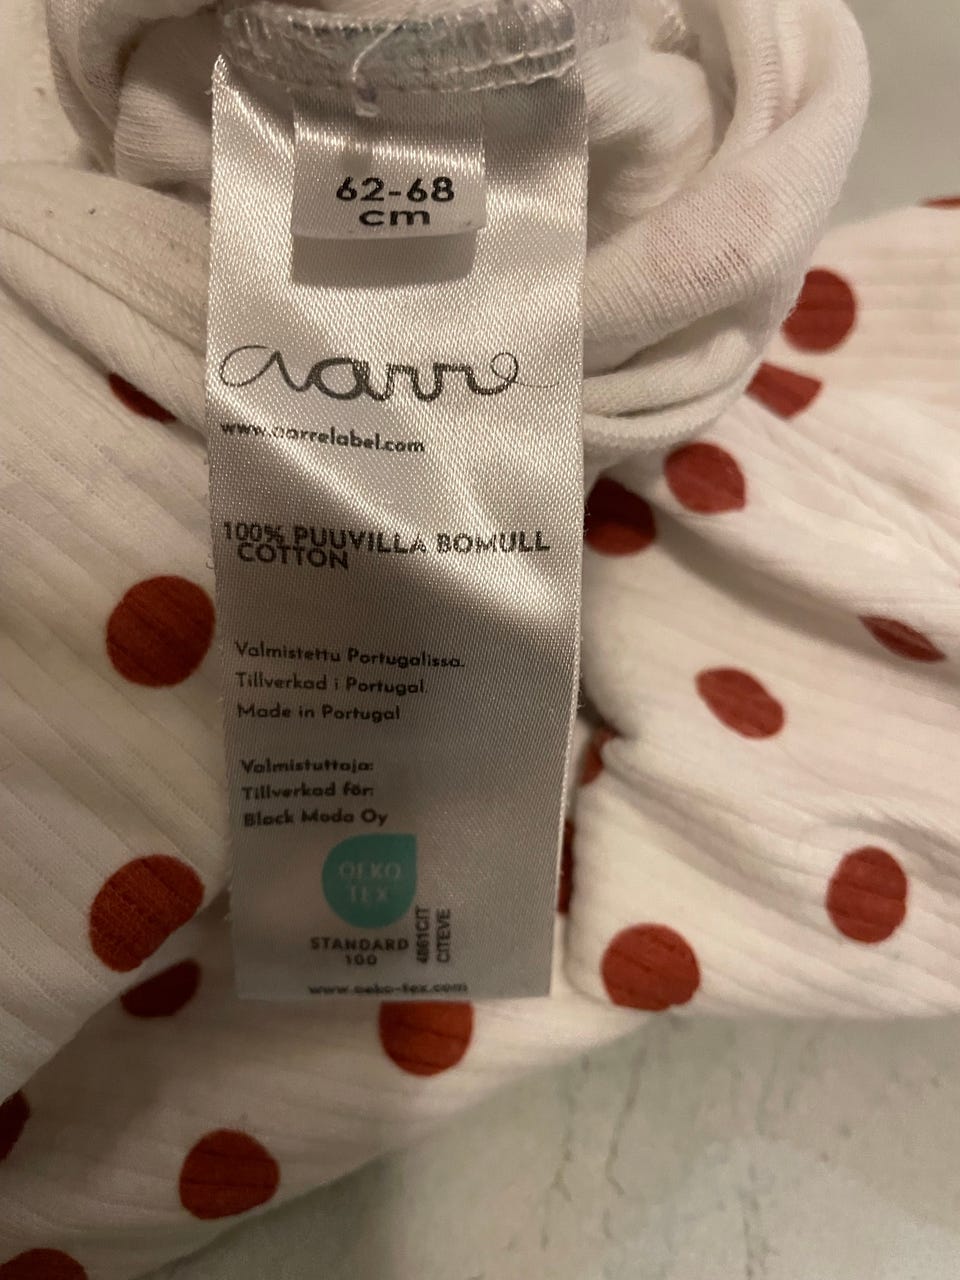 62-68
cm
aarre
www.aarrelabel.com
100% PUUVILLA BOMULL
COTTON
Valmistettu Portugalissa.
Tillverkad i Portugal.
Made in Portugal
Valmistuttaja:
Tillverkad för:
Black Moda Oy
OEKO
TEX
STANDARD
100
4861CIT
CITEVE
www.oeko-tex.com